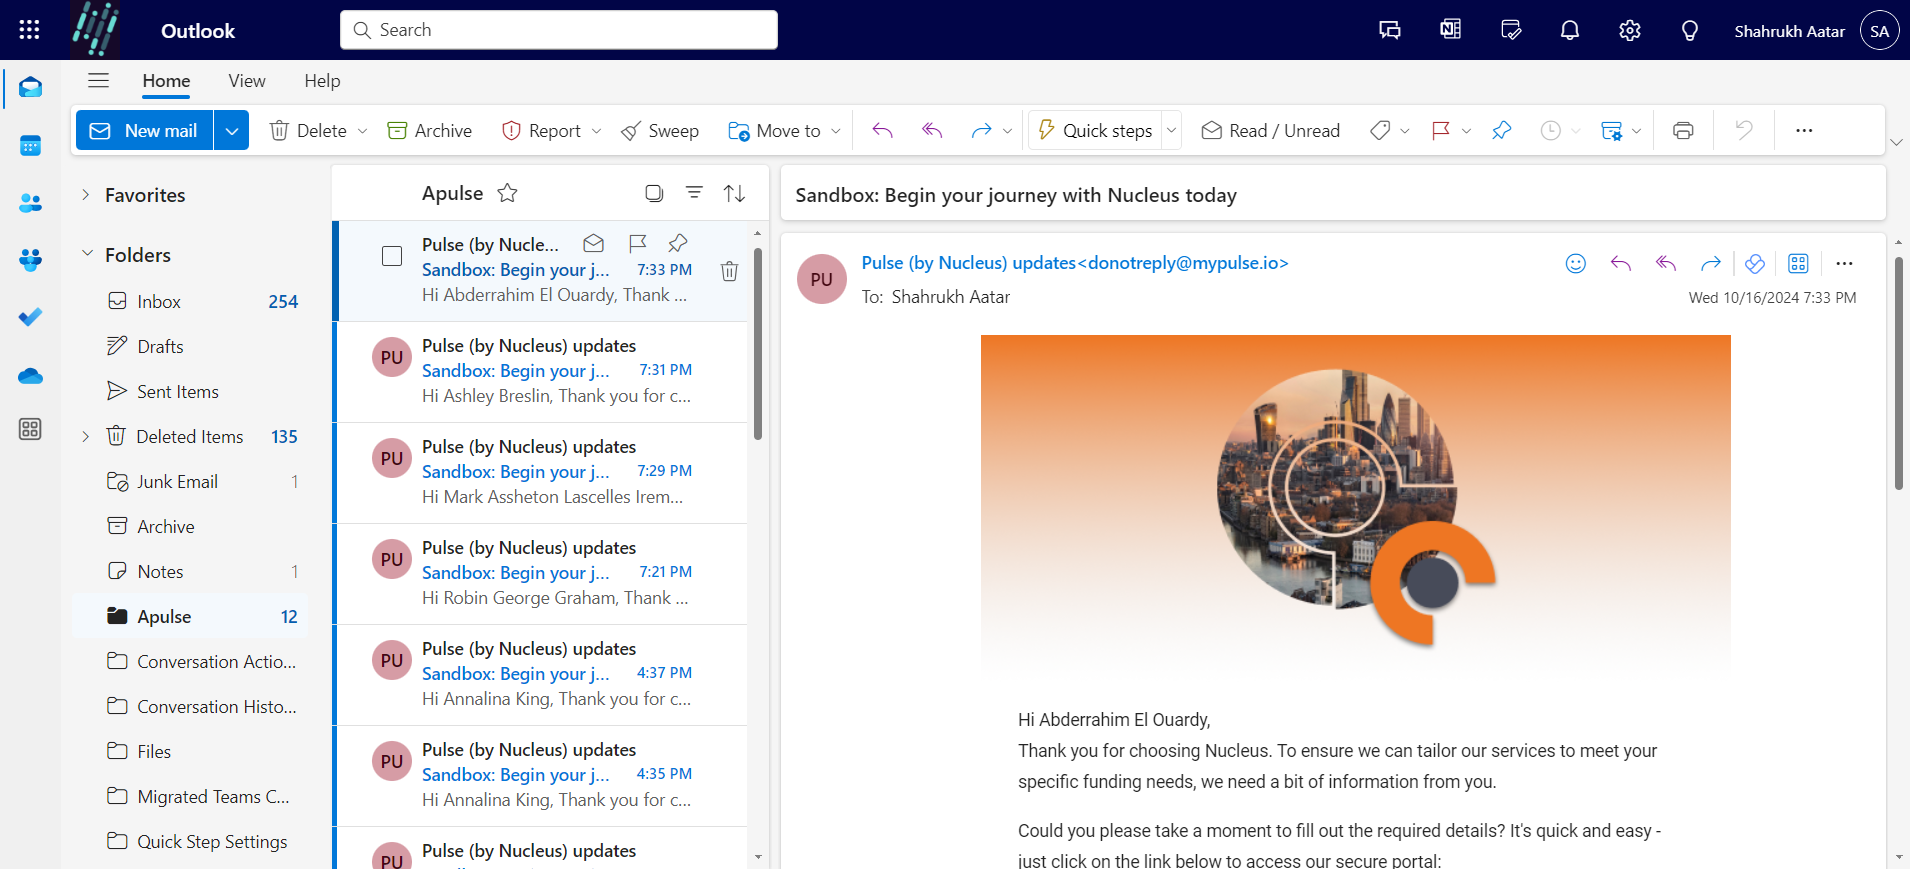 Outlook
Search
Shahrukh Aatar
SA
Home
View
Help
New mail
Delete
Archive
Report
Sweep
Move to
Quick steps
Read / Unread
Favorites
Folders
Inbox 254
Drafts
Sent Items
Deleted Items 135
Junk Email 1
Archive
Notes 1
Apulse 12
Conversation Actio...
Conversation Histo...
Files
Migrated Teams C...
Quick Step Settings
Apulse
Pulse (by Nucle...
Sandbox: Begin your j... 7:33 PM
Hi Abderrahim El Ouardy, Thank ...
PU
Pulse (by Nucleus) updates
Sandbox: Begin your j... 7:31 PM
Hi Ashley Breslin, Thank you for c...
PU
Pulse (by Nucleus) updates
Sandbox: Begin your j... 7:29 PM
Hi Mark Assheton Lascelles Irem...
PU
Pulse (by Nucleus) updates
Sandbox: Begin your j... 7:21 PM
Hi Robin George Graham, Thank ...
PU
Pulse (by Nucleus) updates
Sandbox: Begin your j... 4:37 PM
Hi Annalina King, Thank you for c...
PU
Pulse (by Nucleus) updates
Sandbox: Begin your j... 4:35 PM
Hi Annalina King, Thank you for c...
PU
Pulse (by Nucleus) updates
Sandbox: Begin your journey with Nucleus today
PU
Pulse (by Nucleus) updates<donotreply@mypulse.io>
To: Shahrukh Aatar
Wed 10/16/2024 7:33 PM
Hi Abderrahim El Ouardy,
Thank you for choosing Nucleus. To ensure we can tailor our services to meet your
specific funding needs, we need a bit of information from you.
Could you please take a moment to fill out the required details? It's quick and easy -
just click on the link below to access our secure portal: